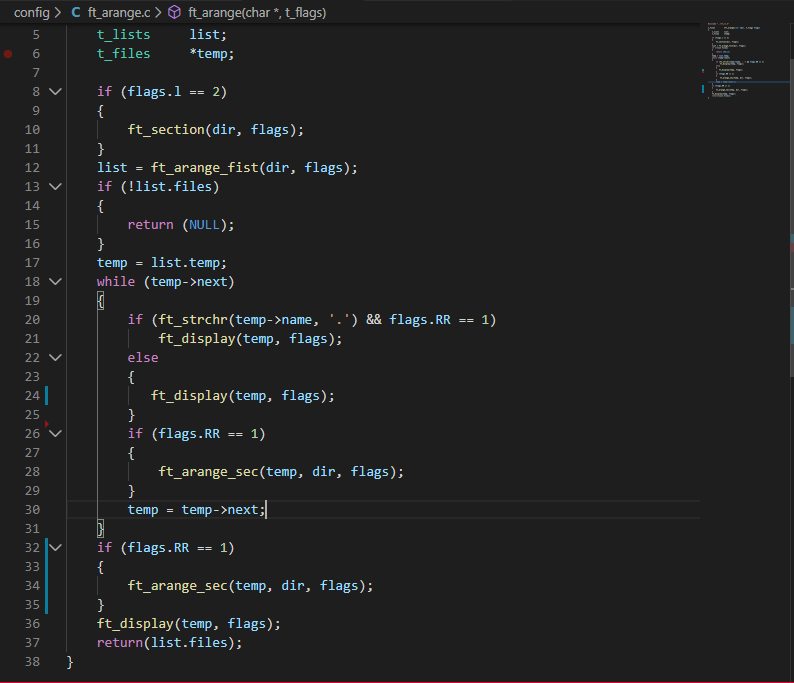 config > C ft_arange.c > ft_arange(char *, t_flags)
5 t_lists list;
6 t_files *temp;
7
8 if (flags.l == 2)
9 {
10 ft_section(dir, flags);
11 }
12 list = ft_arange_fist(dir, flags);
13 if (!list.files)
14 {
15 return (NULL);
16 }
17 temp = list.temp;
18 while (temp->next)
19 {
20 if (ft_strchr(temp->name, '.') && flags.RR == 1)
21 ft_display(temp, flags);
22 else
23 {
24 ft_display(temp, flags);
25 }
26 if (flags.RR == 1)
27 {
28 ft_arange_sec(temp, dir, flags);
29 }
30 temp = temp->next;
31 }
32 if (flags.RR == 1)
33 {
34 ft_arange_sec(temp, dir, flags);
35 }
36 ft_display(temp, flags);
37 return(list.files);
38 }